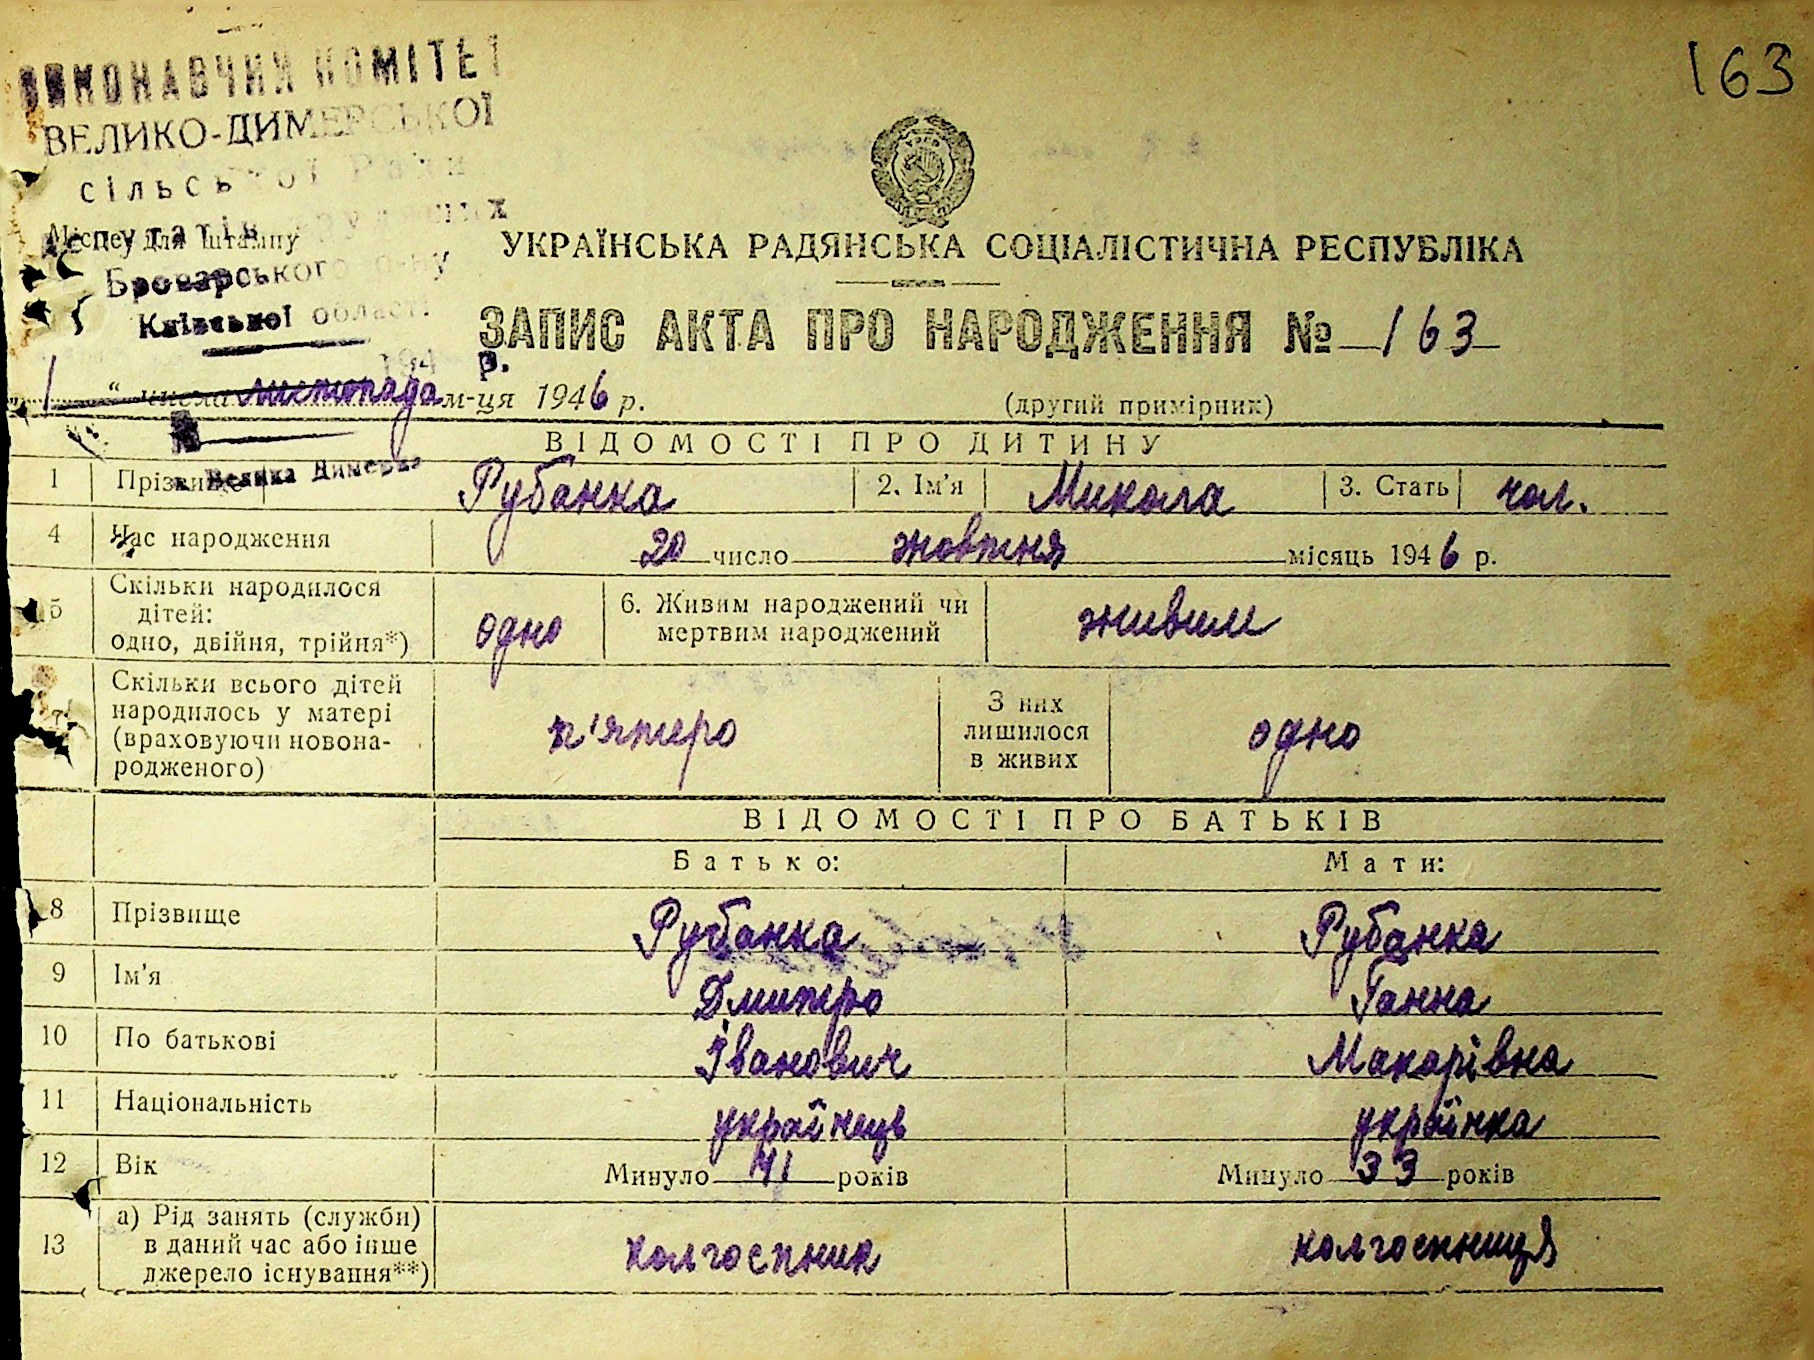 163
ВИКОНАВЧИЙ КОМІТЕТ
ВЕЛИКО-ДИМЕРСЬКОЇ
сільської Ради
депутатів трудящих
Місце для штампу
Броварського р-ну
Київської області
194 р.
Велика Димерка
УКРАЇНСЬКА РАДЯНСЬКА СОЦІАЛІСТИЧНА РЕСПУБЛІКА
ЗАПИС АКТА ПРО НАРОДЖЕННЯ № 163
1 " числа листопада м-ця 1946 р.
(другий примірник)
ВІДОМОСТІ ПРО ДИТИНУ
1 Прізвище Рубанка 2. Ім'я Микола 3. Стать чол.
4 Час народження 20 число жовтня місяць 1946 р.
5 Скільки народилося дітей: одно, двійня, трійня*) одно 6. Живим народжений чи мертвим народжений живим
7 Скільки всього дітей народилось у матері (враховуючи новона-родженого) п'ятеро З них лишилося в живих одно
ВІДОМОСТІ ПРО БАТЬКІВ
Батько: Мати:
8 Прізвище Рубанка Рубанка
9 Ім'я Дмитро Ганна
10 По батькові Іванович Макарівна
11 Національність українець українка
12 Вік Минуло 41 років Минуло 33 років
13 а) Рід занять (служби) в даний час або інше джерело існування**) колгоспник колгоспниця